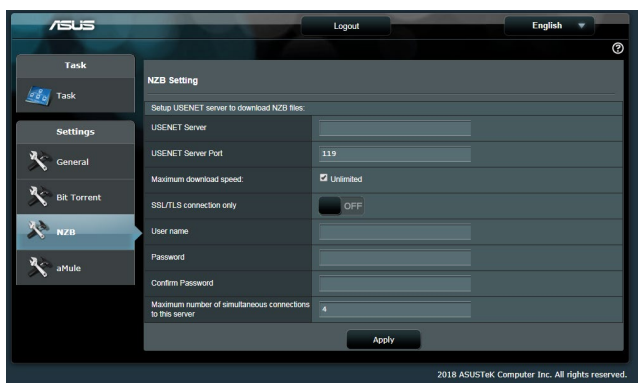 ASUS
Logout
English
Task
Task
Settings
General
Bit Torrent
NZB
aMule
NZB Setting
Setup USENET server to download NZB files:
USENET Server
USENET Server Port
119
Maximum download speed:
Unlimited
SSL/TLS connection only
OFF
User name
Password
Confirm Password
Maximum number of simultaneous connections
to this server
4
Apply
2018 ASUSTeK Computer Inc. All rights reserved.